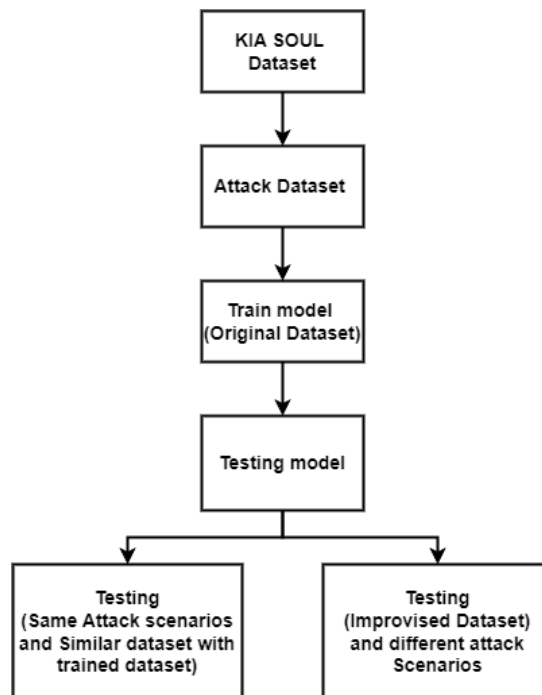 KIA SOUL
Dataset
Attack Dataset
Train model
(Original Dataset)
Testing model
Testing
(Same Attack scenarios
and Similar dataset with
trained dataset)
Testing
(Improvised Dataset)
and different attack
Scenarios